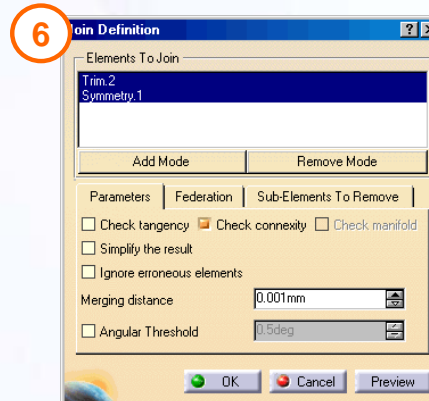 6
Join Definition
Elements To Join
Trim.2
Symmetry.1
Add Mode Remove Mode
Parameters Federation Sub-Elements To Remove
Check tangency Check connexity Check manifold
Simplify the result
Ignore erroneous elements
Merging distance 0.001mm
Angular Threshold 0.5deg
OK Cancel Preview